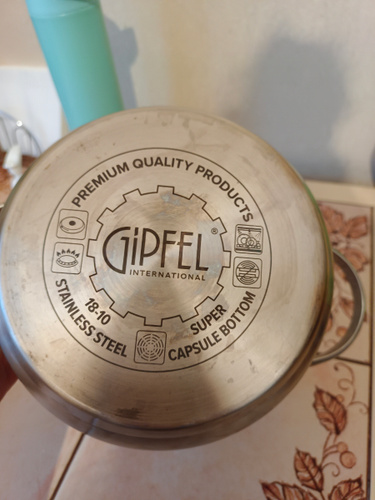 PREMIUM QUALITY PRODUCTS
GiPFEL®
INTERNATIONAL
18-10
STAINLESS STEEL
SUPER
CAPSULE BOTTOM